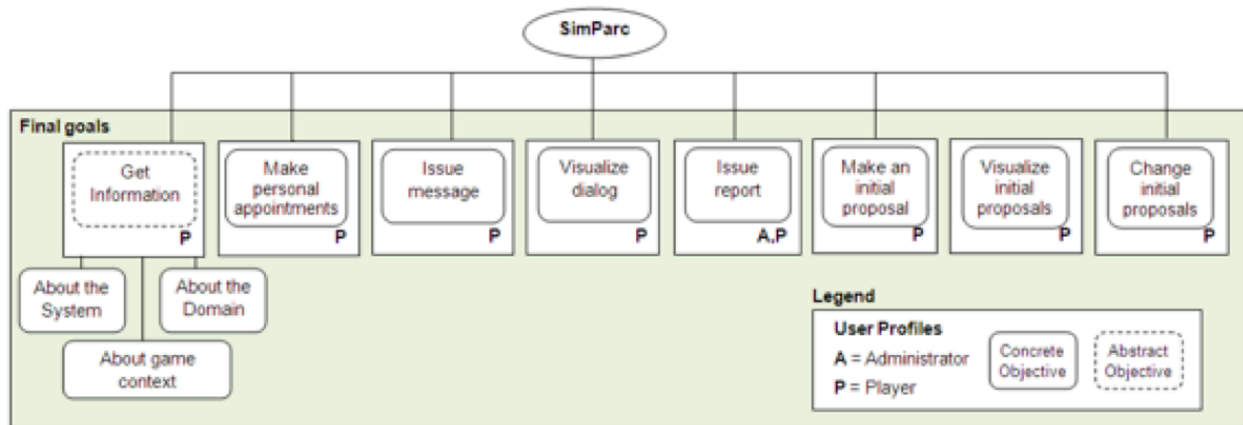 SimParc
Final goals
Get
Information
P
Make
personal
appointments
P
Issue
message
P
Visualize
dialog
P
Issue
report
A,P
Make an
initial
proposal
P
Visualize
initial
proposals
P
Change
initial
proposals
P
About the
System
About the
Domain
About game
context
Legend
User Profiles
A = Administrator
P = Player
Concrete
Objective
Abstract
Objective